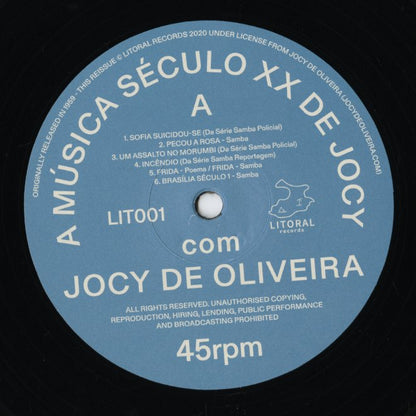 ORIGINALLY RELEASED IN 1959 - THIS REISSUE © LITORAL RECORDS 2020 UNDER LICENSE FROM JOCY DE OLIVEIRA (JOCYDEOLIVEIRA.COM)
A MÚSICA SÉCULO XX DE JOCY
A
1. SOFIA SUICIDOU-SE (Da Série Samba Policial)
2. PECOU À ROSA - Samba
3. UM ASSALTO NO MORUMBI (Da Série Samba Policial)
4. INCÊNDIO (Da Série Samba Reportagem)
5. FRIDA - Poema / FRIDA - Samba
6. BRASÍLIA SÉCULO 1 - Samba
LIT001
LITORAL
records
com
JOCY DE OLIVEIRA
ALL RIGHTS RESERVED. UNAUTHORISED COPYING,
REPRODUCTION, HIRING, LENDING, PUBLIC PERFORMANCE
AND BROADCASTING PROHIBITED
45rpm